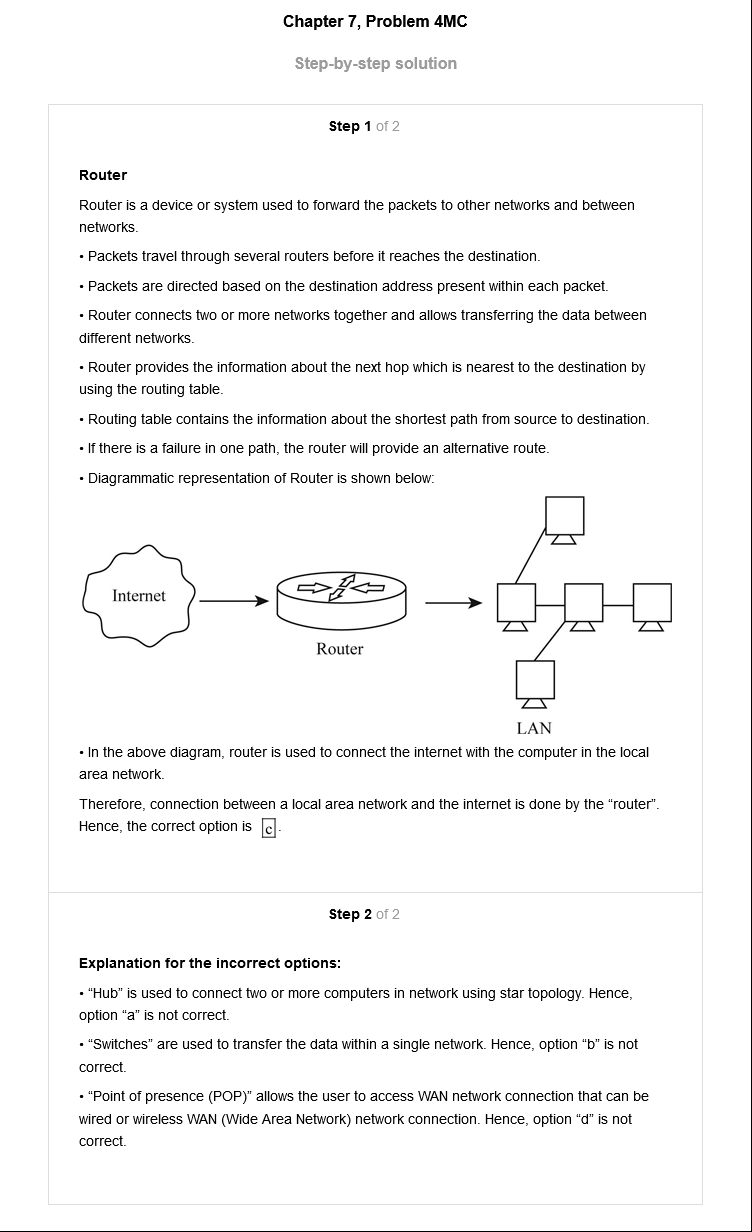 Chapter 7, Problem 4MC
Step-by-step solution
Step 1 of 2
Router
Router is a device or system used to forward the packets to other networks and between
networks.
• Packets travel through several routers before it reaches the destination.
• Packets are directed based on the destination address present within each packet.
• Router connects two or more networks together and allows transferring the data between
different networks.
• Router provides the information about the next hop which is nearest to the destination by
using the routing table.
• Routing table contains the information about the shortest path from source to destination.
• If there is a failure in one path, the router will provide an alternative route.
• Diagrammatic representation of Router is shown below:
Internet
Router
LAN
• In the above diagram, router is used to connect the internet with the computer in the local
area network.
Therefore, connection between a local area network and the internet is done by the “router”.
Hence, the correct option is c.
Step 2 of 2
Explanation for the incorrect options:
• “Hub” is used to connect two or more computers in network using star topology. Hence,
option “a” is not correct.
• “Switches” are used to transfer the data within a single network. Hence, option “b” is not
correct.
• “Point of presence (POP)” allows the user to access WAN network connection that can be
wired or wireless WAN (Wide Area Network) network connection. Hence, option “d” is not
correct.